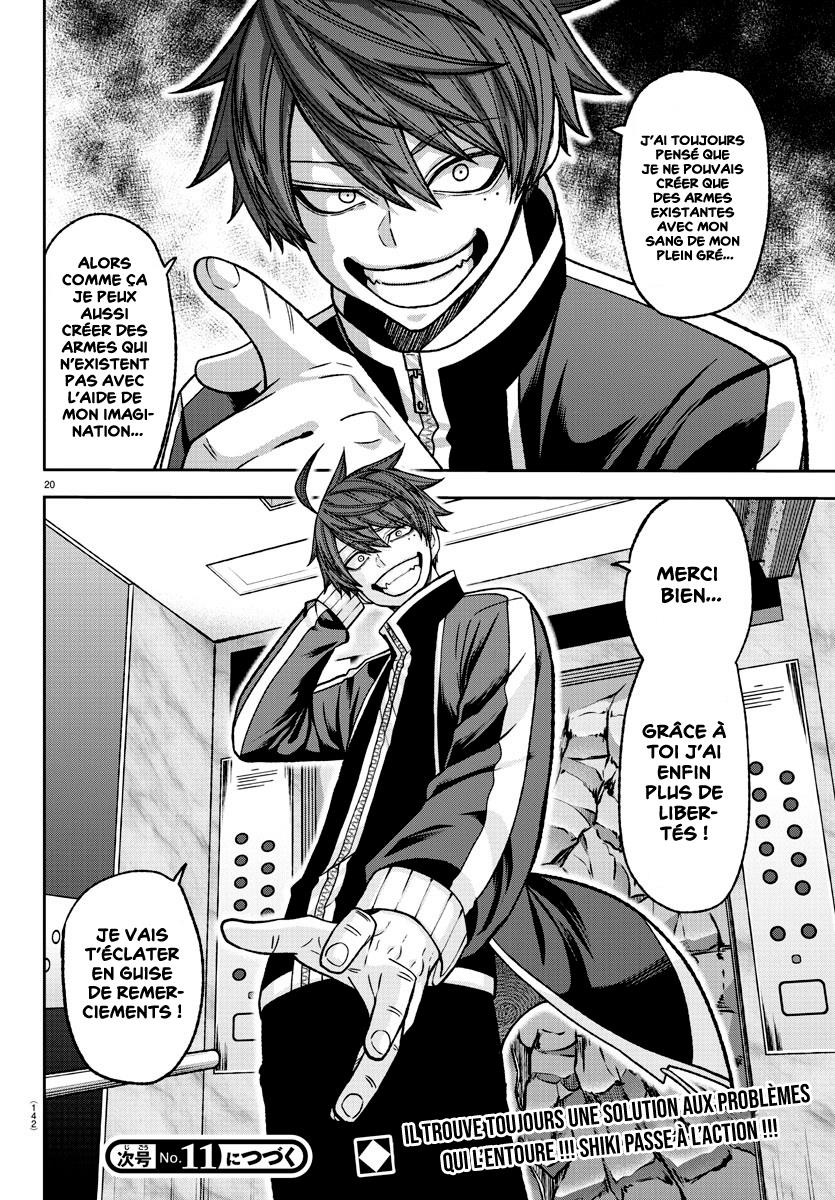 J'AI TOUJOURS
PENSÉ QUE
JE NE POUVAIS
CRÉER QUE
DES ARMES
EXISTANTES
AVEC MON
SANG DE MON
PLEIN GRÉ...
ALORS
COMME ÇA
JE PEUX
AUSSI
CRÉER DES
ARMES QUI
N'EXISTENT
PAS AVEC
L'AIDE DE
MON IMAGI-
NATION...
20
MERCI
BIEN...
GRÂCE À
TOI J'AI
ENFIN
PLUS DE
LIBER-
TÉS !
JE VAIS
T'ÉCLATER
EN GUISE
DE REMER-
CIEMENTS !
IL TROUVE TOUJOURS UNE SOLUTION AUX PROBLÈMES
QUI L'ENTOURE !!! SHIKI PASSE À L'ACTION !!!
じごう
次号 No.11につづく
(142)